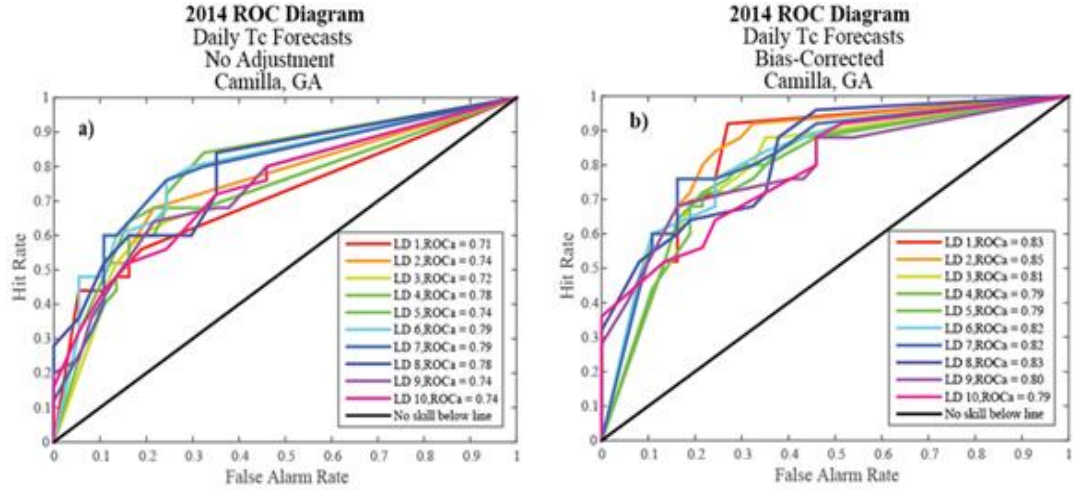 2014 ROC Diagram
Daily Tc Forecasts
No Adjustment
Camilla, GA
a)
1
0.9
0.8
0.7
0.6
0.5
0.4
0.3
0.2
0.1
0
Hit Rate
LD 1,ROCa = 0.71
LD 2,ROCa = 0.74
LD 3,ROCa = 0.72
LD 4,ROCa = 0.78
LD 5,ROCa = 0.74
LD 6,ROCa = 0.79
LD 7,ROCa = 0.79
LD 8,ROCa = 0.78
LD 9,ROCa = 0.74
LD 10,ROCa = 0.74
No skill below line
0 0.1 0.2 0.3 0.4 0.5 0.6 0.7 0.8 0.9 1
False Alarm Rate
2014 ROC Diagram
Daily Tc Forecasts
Bias-Corrected
Camilla, GA
b)
1
0.9
0.8
0.7
0.6
0.5
0.4
0.3
0.2
0.1
0
Hit Rate
LD 1,ROCa = 0.83
LD 2,ROCa = 0.85
LD 3,ROCa = 0.81
LD 4,ROCa = 0.79
LD 5,ROCa = 0.79
LD 6,ROCa = 0.82
LD 7,ROCa = 0.82
LD 8,ROCa = 0.83
LD 9,ROCa = 0.80
LD 10,ROCa = 0.79
No skill below line
0 0.1 0.2 0.3 0.4 0.5 0.6 0.7 0.8 0.9 1
False Alarm Rate